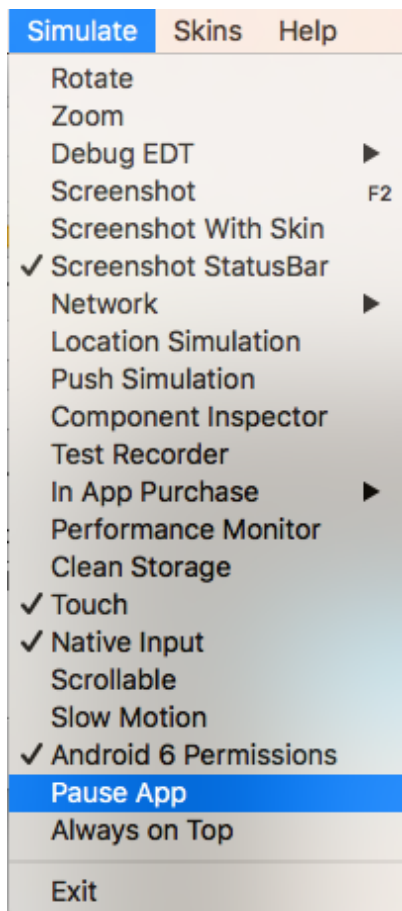 Simulate Skins Help
Rotate
Zoom
Debug EDT ▶
Screenshot F2
Screenshot With Skin
✓ Screenshot StatusBar
Network ▶
Location Simulation
Push Simulation
Component Inspector
Test Recorder
In App Purchase ▶
Performance Monitor
Clean Storage
✓ Touch
✓ Native Input
Scrollable
Slow Motion
✓ Android 6 Permissions
Pause App
Always on Top
Exit